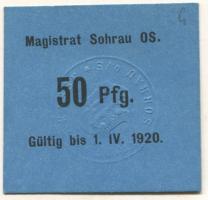 Magistrat Sohrau OS.
50 Pfg.
Gültig bis 1. IV. 1920.